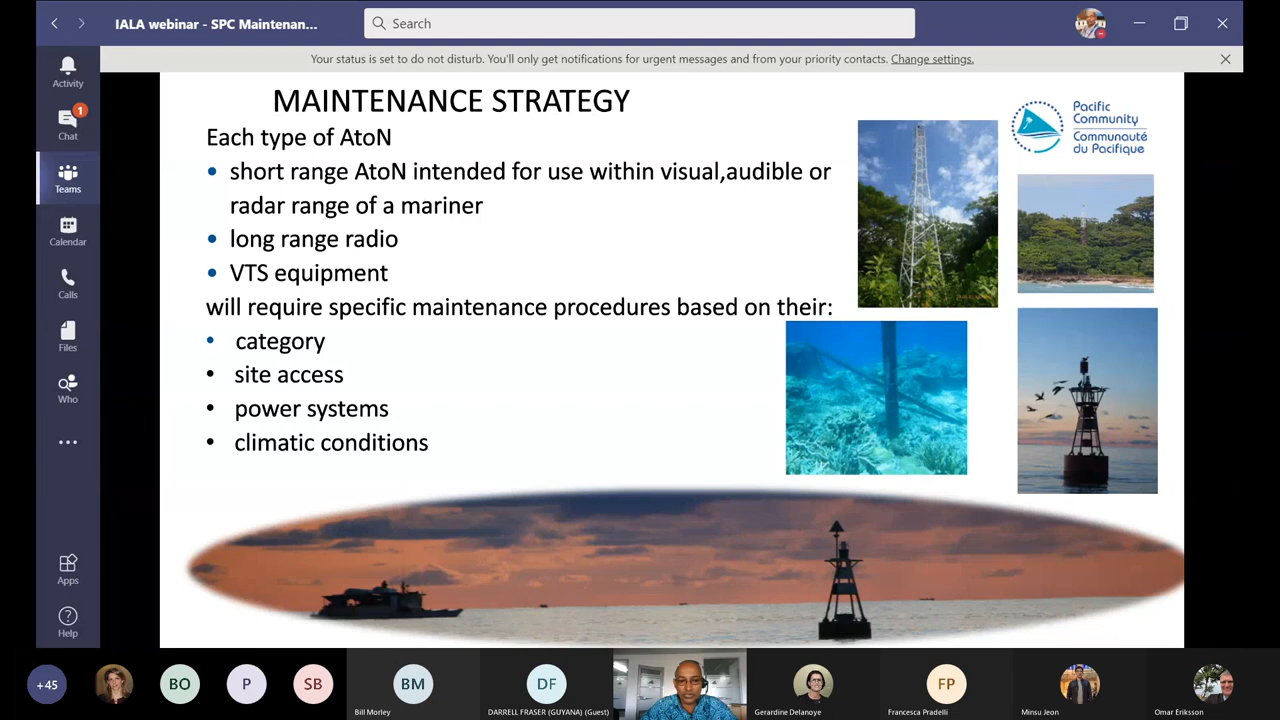 IALA webinar - SPC Maintenan...
Search
Your status is set to do not disturb. You'll only get notifications for urgent messages and from your priority contacts. Change settings.
Activity
1
Chat
Teams
Calendar
Calls
Files
Who
Apps
Help
MAINTENANCE STRATEGY
Each type of AtoN
• short range AtoN intended for use within visual,audible or
radar range of a mariner
• long range radio
• VTS equipment
will require specific maintenance procedures based on their:
• category
• site access
• power systems
• climatic conditions
Pacific
Community
Communauté
du Pacifique
+45
BO
P
SB
BM
Bill Morley
DF
DARRELL FRASER (GUYANA) (Guest)
Gerardine Delanoye
FP
Francesca Pradelli
Minsu Jeon
Omar Eriksson